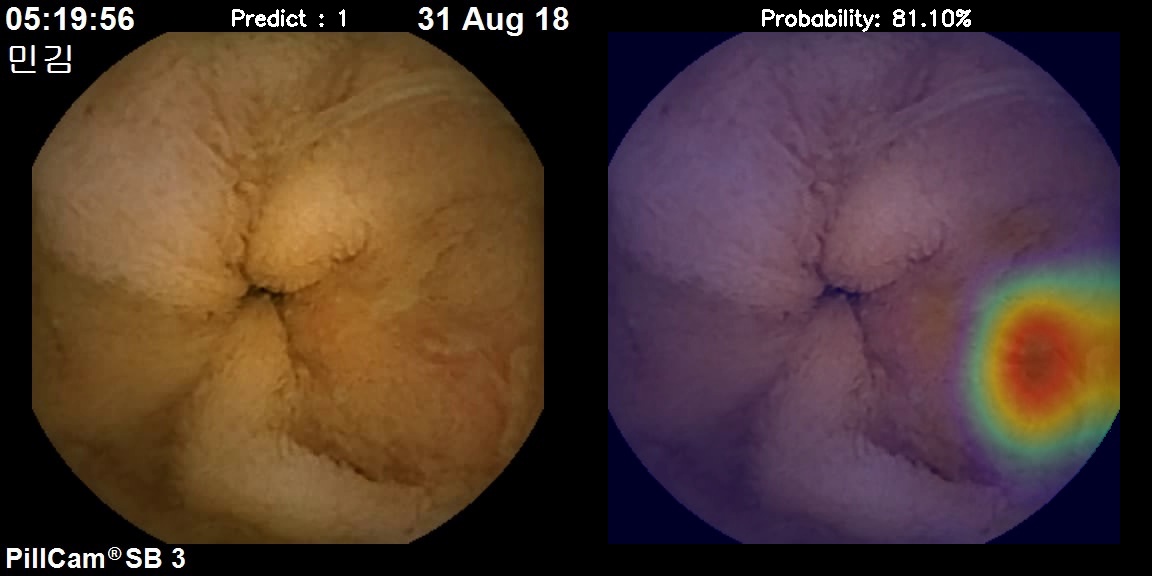 05:19:56
Predict : 1
31 Aug 18
Probability: 81.10%
민김
PillCam® SB 3